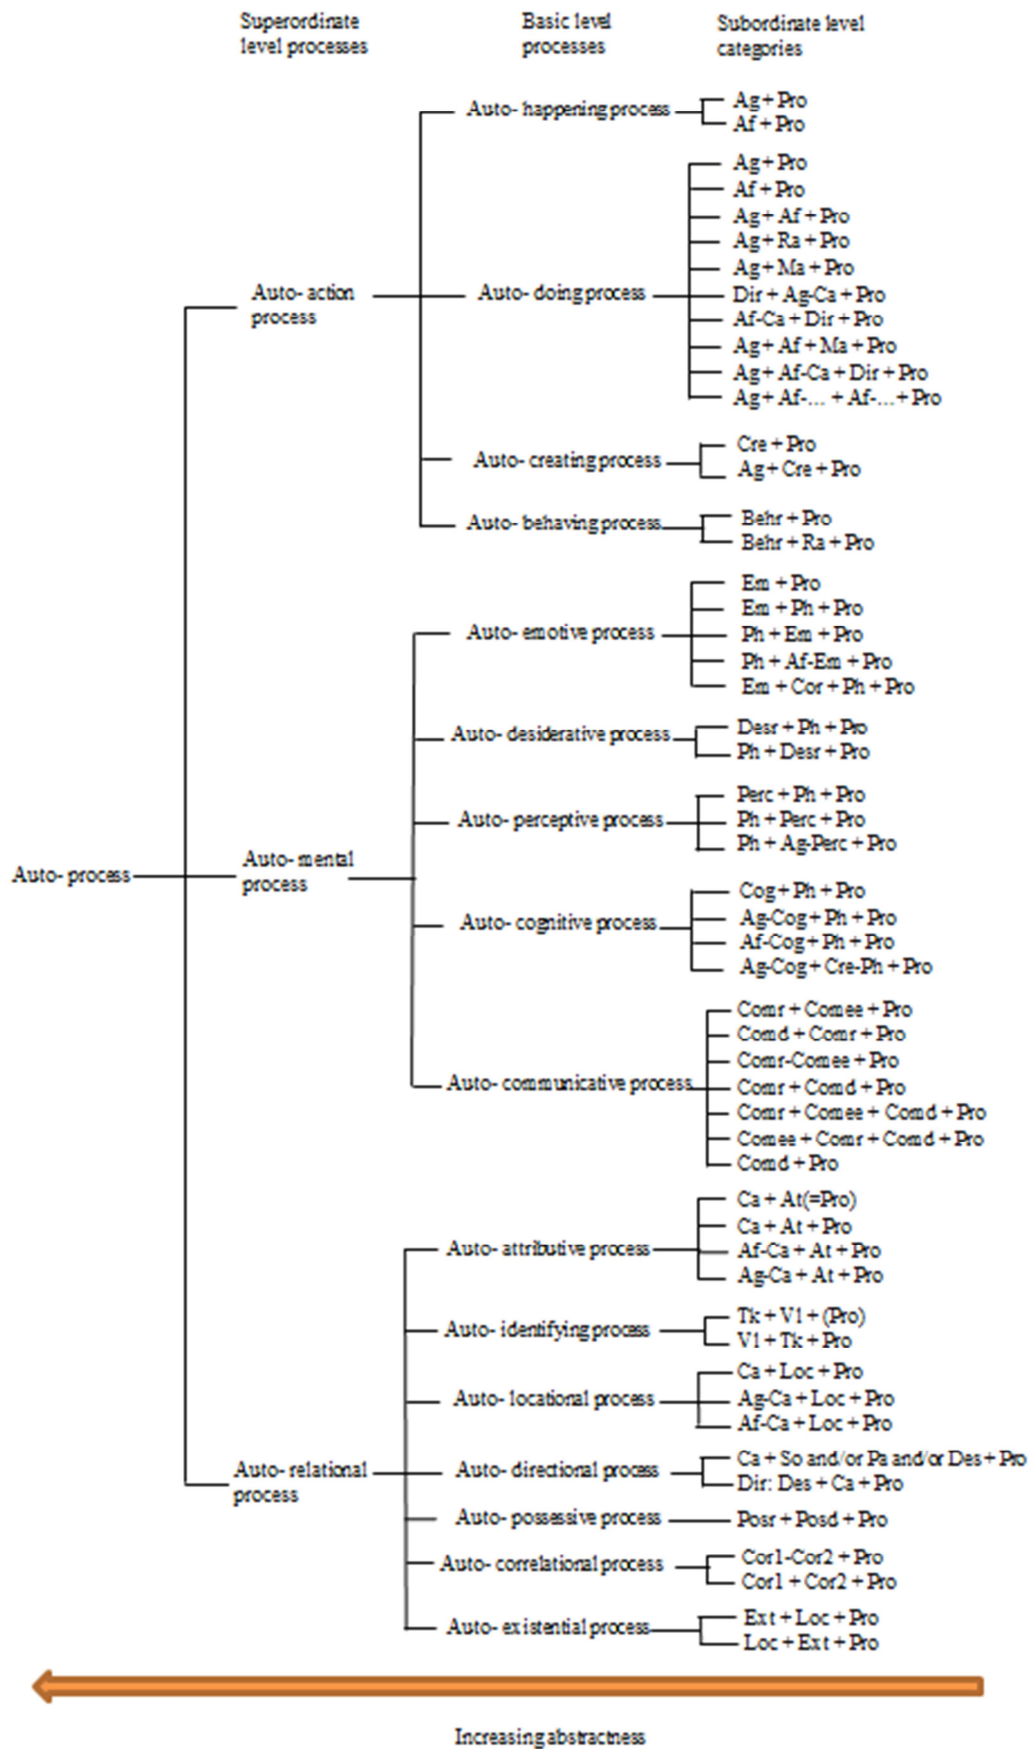 Superordinate
level processes
Basic level
processes
Subordinate level
categories
Auto- process
Auto- action
process
Auto- happening process
Ag + Pro
Af + Pro
Auto- doing process
Ag + Pro
Af + Pro
Ag + Af + Pro
Ag + Ra + Pro
Ag + Ma + Pro
Dir + Ag-Ca + Pro
Af-Ca + Dir + Pro
Ag + Af + Ma + Pro
Ag + Af-Ca + Dir + Pro
Ag + Af-... + Af-... + Pro
Auto- creating process
Cre + Pro
Ag + Cre + Pro
Auto- behaving process
Behr + Pro
Behr + Ra + Pro
Auto- mental
process
Auto- emotive process
Em + Pro
Em + Ph + Pro
Ph + Em + Pro
Ph + Af-Em + Pro
Em + Cor + Ph + Pro
Auto- desiderative process
Desr + Ph + Pro
Ph + Desr + Pro
Auto- perceptive process
Perc + Ph + Pro
Ph + Perc + Pro
Ph + Ag-Perc + Pro
Auto- cognitive process
Cog + Ph + Pro
Ag-Cog + Ph + Pro
Af-Cog + Ph + Pro
Ag-Cog + Cre-Ph + Pro
Auto- communicative process
Comr + Comee + Pro
Comd + Comr + Pro
Comr-Comee + Pro
Comr + Comd + Pro
Comr + Comee + Comd + Pro
Comee + Comr + Comd + Pro
Comd + Pro
Auto- relational
process
Auto- attributive process
Ca + At(=Pro)
Ca + At + Pro
Af-Ca + At + Pro
Ag-Ca + At + Pro
Auto- identifying process
Tk + Vl + (Pro)
Vl + Tk + Pro
Auto- locational process
Ca + Loc + Pro
Ag-Ca + Loc + Pro
Af-Ca + Loc + Pro
Auto- directional process
Ca + So and/or Pa and/or Des + Pro
Dir: Des + Ca + Pro
Auto- possessive process
Posr + Posd + Pro
Auto- correlational process
Cor1-Cor2 + Pro
Cor1 + Cor2 + Pro
Auto- existential process
Ext + Loc + Pro
Loc + Ext + Pro
Increasing abstractness